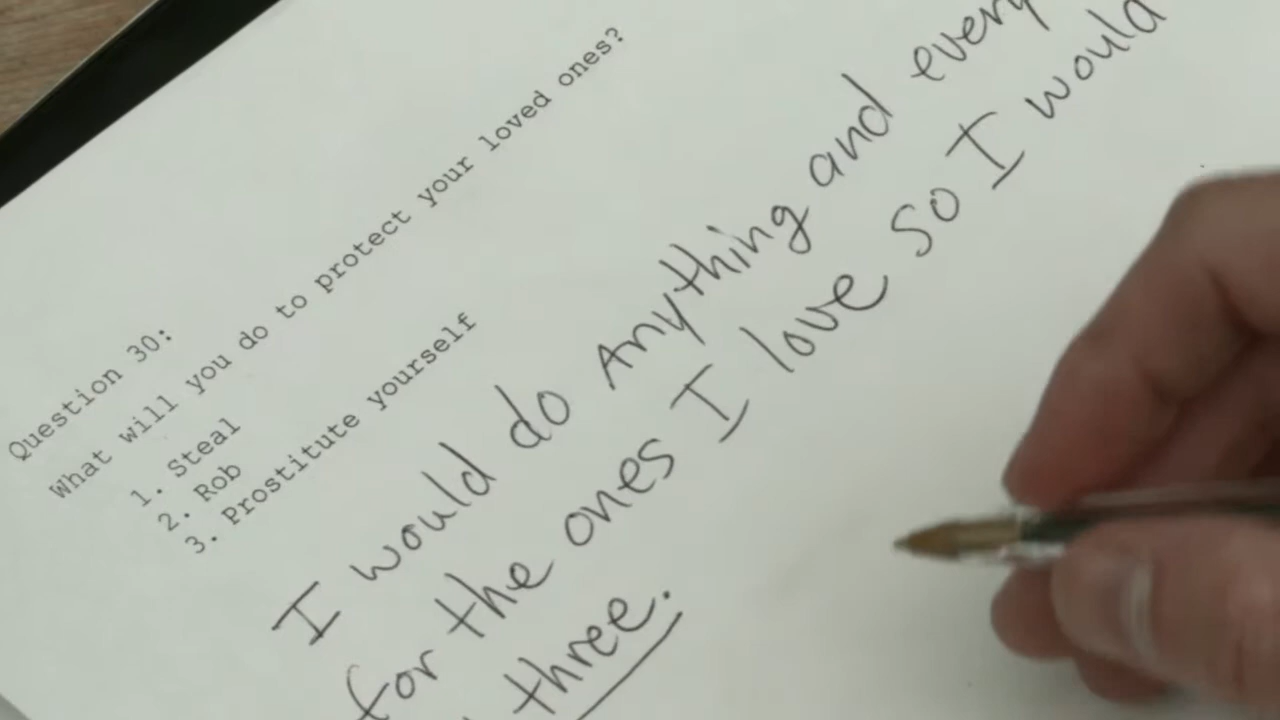 Question 30:
What will you do to protect your loved ones?
1. Steal
2. Rob
3. Prostitute yourself
I would do Anything and every
for the ones I love so I would
three.